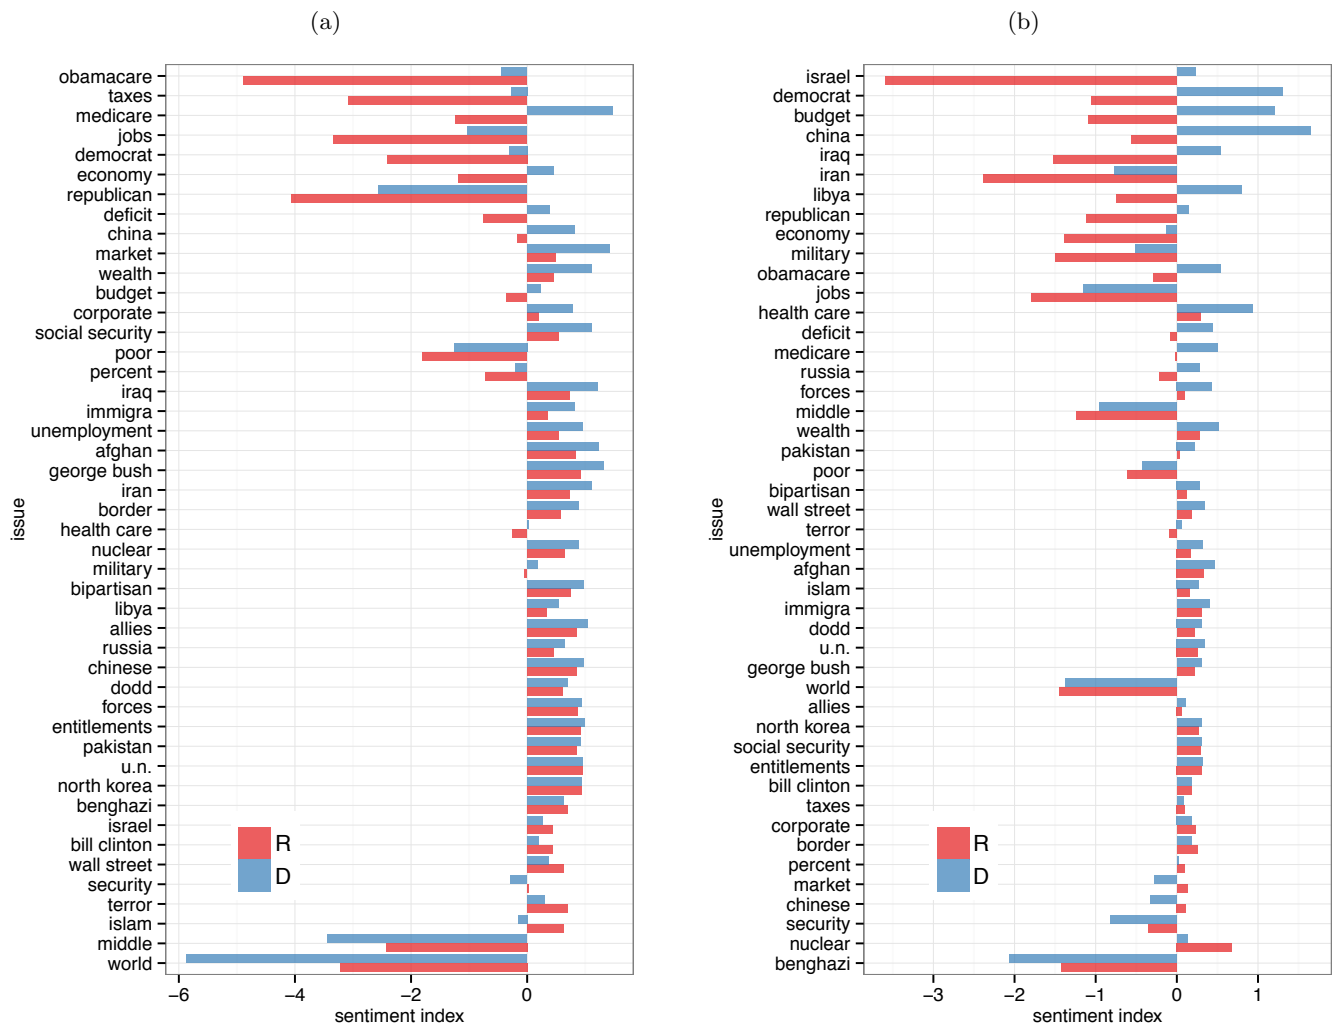 (a)
obamacare
taxes
medicare
jobs
democrat
economy
republican
deficit
china
market
wealth
budget
corporate
social security
poor
percent
iraq
immigra
unemployment
afghan
george bush
iran
border
health care
nuclear
military
bipartisan
libya
allies
russia
chinese
dodd
forces
entitlements
pakistan
u.n.
north korea
benghazi
israel
bill clinton
wall street
security
terror
islam
middle
world
issue
R
D
−6 −4 −2 0
sentiment index
(b)
israel
democrat
budget
china
iraq
iran
libya
republican
economy
military
obamacare
jobs
health care
deficit
medicare
russia
forces
middle
wealth
pakistan
poor
bipartisan
wall street
terror
unemployment
afghan
islam
immigra
dodd
u.n.
george bush
world
allies
north korea
social security
entitlements
bill clinton
taxes
corporate
border
percent
market
chinese
security
nuclear
benghazi
issue
R
D
−3 −2 −1 0 1
sentiment index